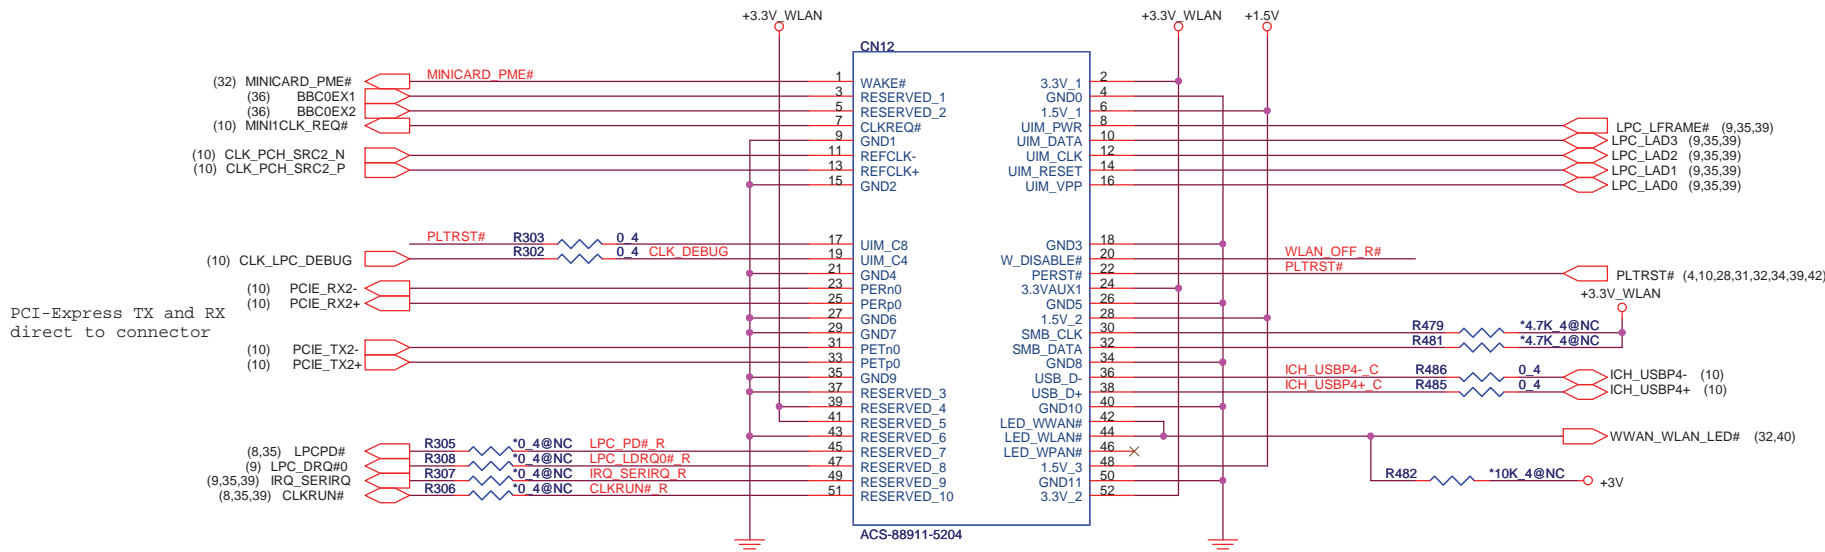 +3.3V_WLAN +3.3V_WLAN +1.5V
CN12
(32) MINICARD_PME# MINICARD_PME# 1 WAKE# 3.3V_1 2
(36) BBC0EX1 3 RESERVED_1 GND0 4
(36) BBC0EX2 5 RESERVED_2 1.5V_1 6
(10) MINI1CLK_REQ# 7 CLKREQ# UIM_PWR 8 LPC_LFRAME# (9,35,39)
9 GND1 UIM_DATA 10 LPC_LAD3 (9,35,39)
(10) CLK_PCH_SRC2_N 11 REFCLK- UIM_CLK 12 LPC_LAD2 (9,35,39)
(10) CLK_PCH_SRC2_P 13 REFCLK+ UIM_RESET 14 LPC_LAD1 (9,35,39)
15 GND2 UIM_VPP 16 LPC_LAD0 (9,35,39)
PLTRST# R303 0_4 17 UIM_C8 GND3 18
(10) CLK_LPC_DEBUG R302 0_4 CLK_DEBUG 19 UIM_C4 W_DISABLE# 20 WLAN_OFF_R#
21 GND4 PERST# 22 PLTRST# PLTRST# (4,10,28,31,32,34,39,42)
(10) PCIE_RX2- 23 PERn0 3.3VAUX1 24
+3.3V_WLAN
(10) PCIE_RX2+ 25 PERp0 GND5 26
PCI-Express TX and RX
direct to connector
27 GND6 1.5V_2 28
29 GND7 SMB_CLK 30 R479 *4.7K_4@NC
(10) PCIE_TX2- 31 PETn0 SMB_DATA 32 R481 *4.7K_4@NC
(10) PCIE_TX2+ 33 PETp0 GND8 34
35 GND9 USB_D- 36 ICH_USBP4-_C R486 0_4 ICH_USBP4- (10)
37 RESERVED_3 USB_D+ 38 ICH_USBP4+_C R485 0_4 ICH_USBP4+ (10)
39 RESERVED_4 GND10 40
41 RESERVED_5 LED_WWAN# 42
43 RESERVED_6 LED_WLAN# 44 WWAN_WLAN_LED# (32,40)
(8,35) LPCPD# R305 *0_4@NC LPC_PD#_R 45 RESERVED_7 LED_WPAN# 46
(9) LPC_DRQ#0 R308 *0_4@NC LPC_LDRQ0#_R 47 RESERVED_8 1.5V_3 48
(9,35,39) IRQ_SERIRQ R307 *0_4@NC IRQ_SERIRQ_R 49 RESERVED_9 GND11 50 R482 *10K_4@NC +3V
(8,35,39) CLKRUN# R306 *0_4@NC CLKRUN#_R 51 RESERVED_10 3.3V_2 52
ACS-88911-5204